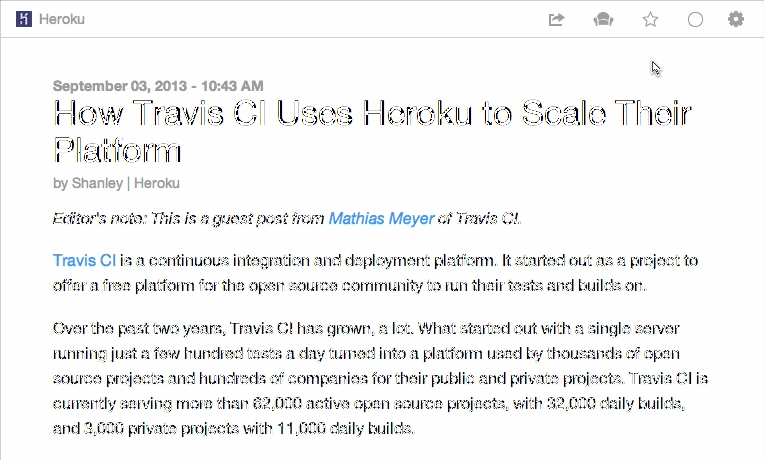 Heroku
September 03, 2013 - 10:43 AM
How Travis CI Uses Heroku to Scale Their
Platform
by Shanley | Heroku
Editor's note: This is a guest post from Mathias Meyer of Travis CI.
Travis CI is a continuous integration and deployment platform. It started out as a project to
offer a free platform for the open source community to run their tests and builds on.
Over the past two years, Travis CI has grown, a lot. What started out with a single server
running just a few hundred tests a day turned into a platform used by thousands of open
source projects and hundreds of companies for their public and private projects. Travis CI is
currently serving more than 62,000 active open source projects, with 32,000 daily builds,
and 3,000 private projects with 11,000 daily builds.